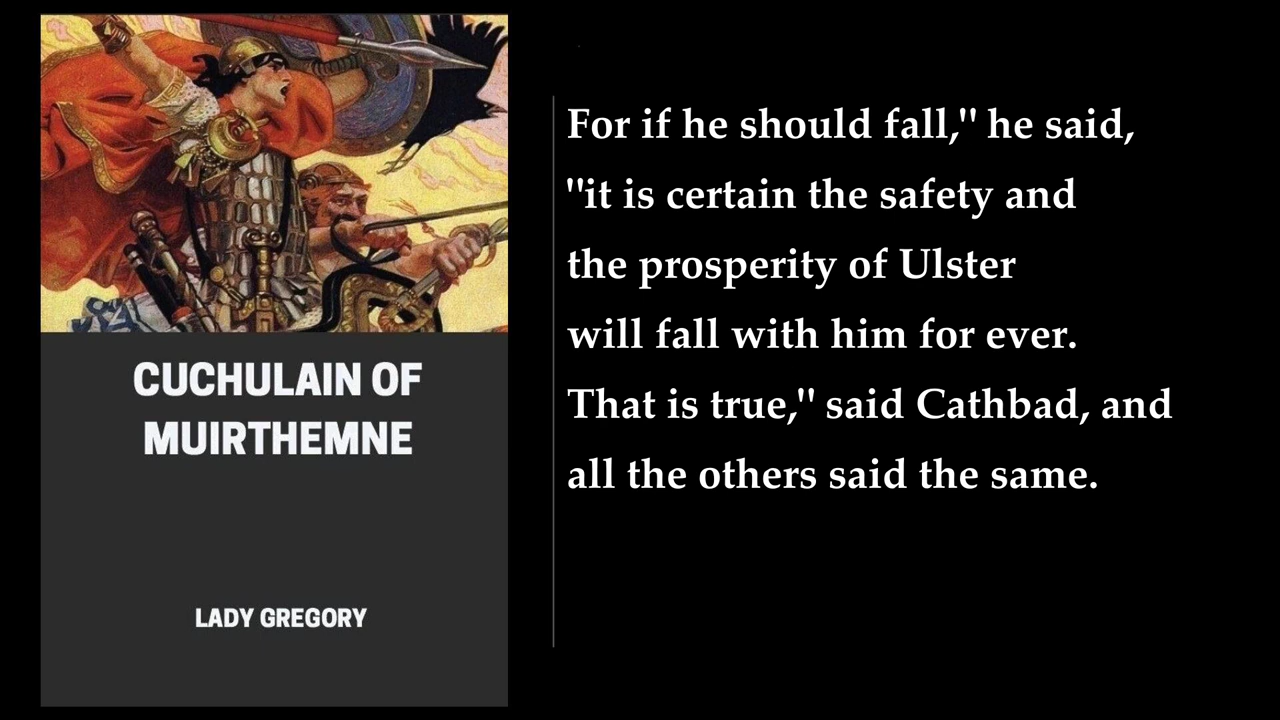 CUCHULAIN OF
MUIRTHEMNE
LADY GREGORY
For if he should fall," he said,
"it is certain the safety and
the prosperity of Ulster
will fall with him for ever.
That is true," said Cathbad, and
all the others said the same.